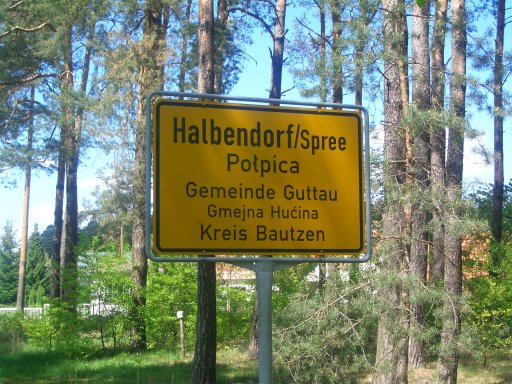 Halbendorf/Spree
Połpica
Gemeinde Guttau
Gmejna Hućina
Kreis Bautzen